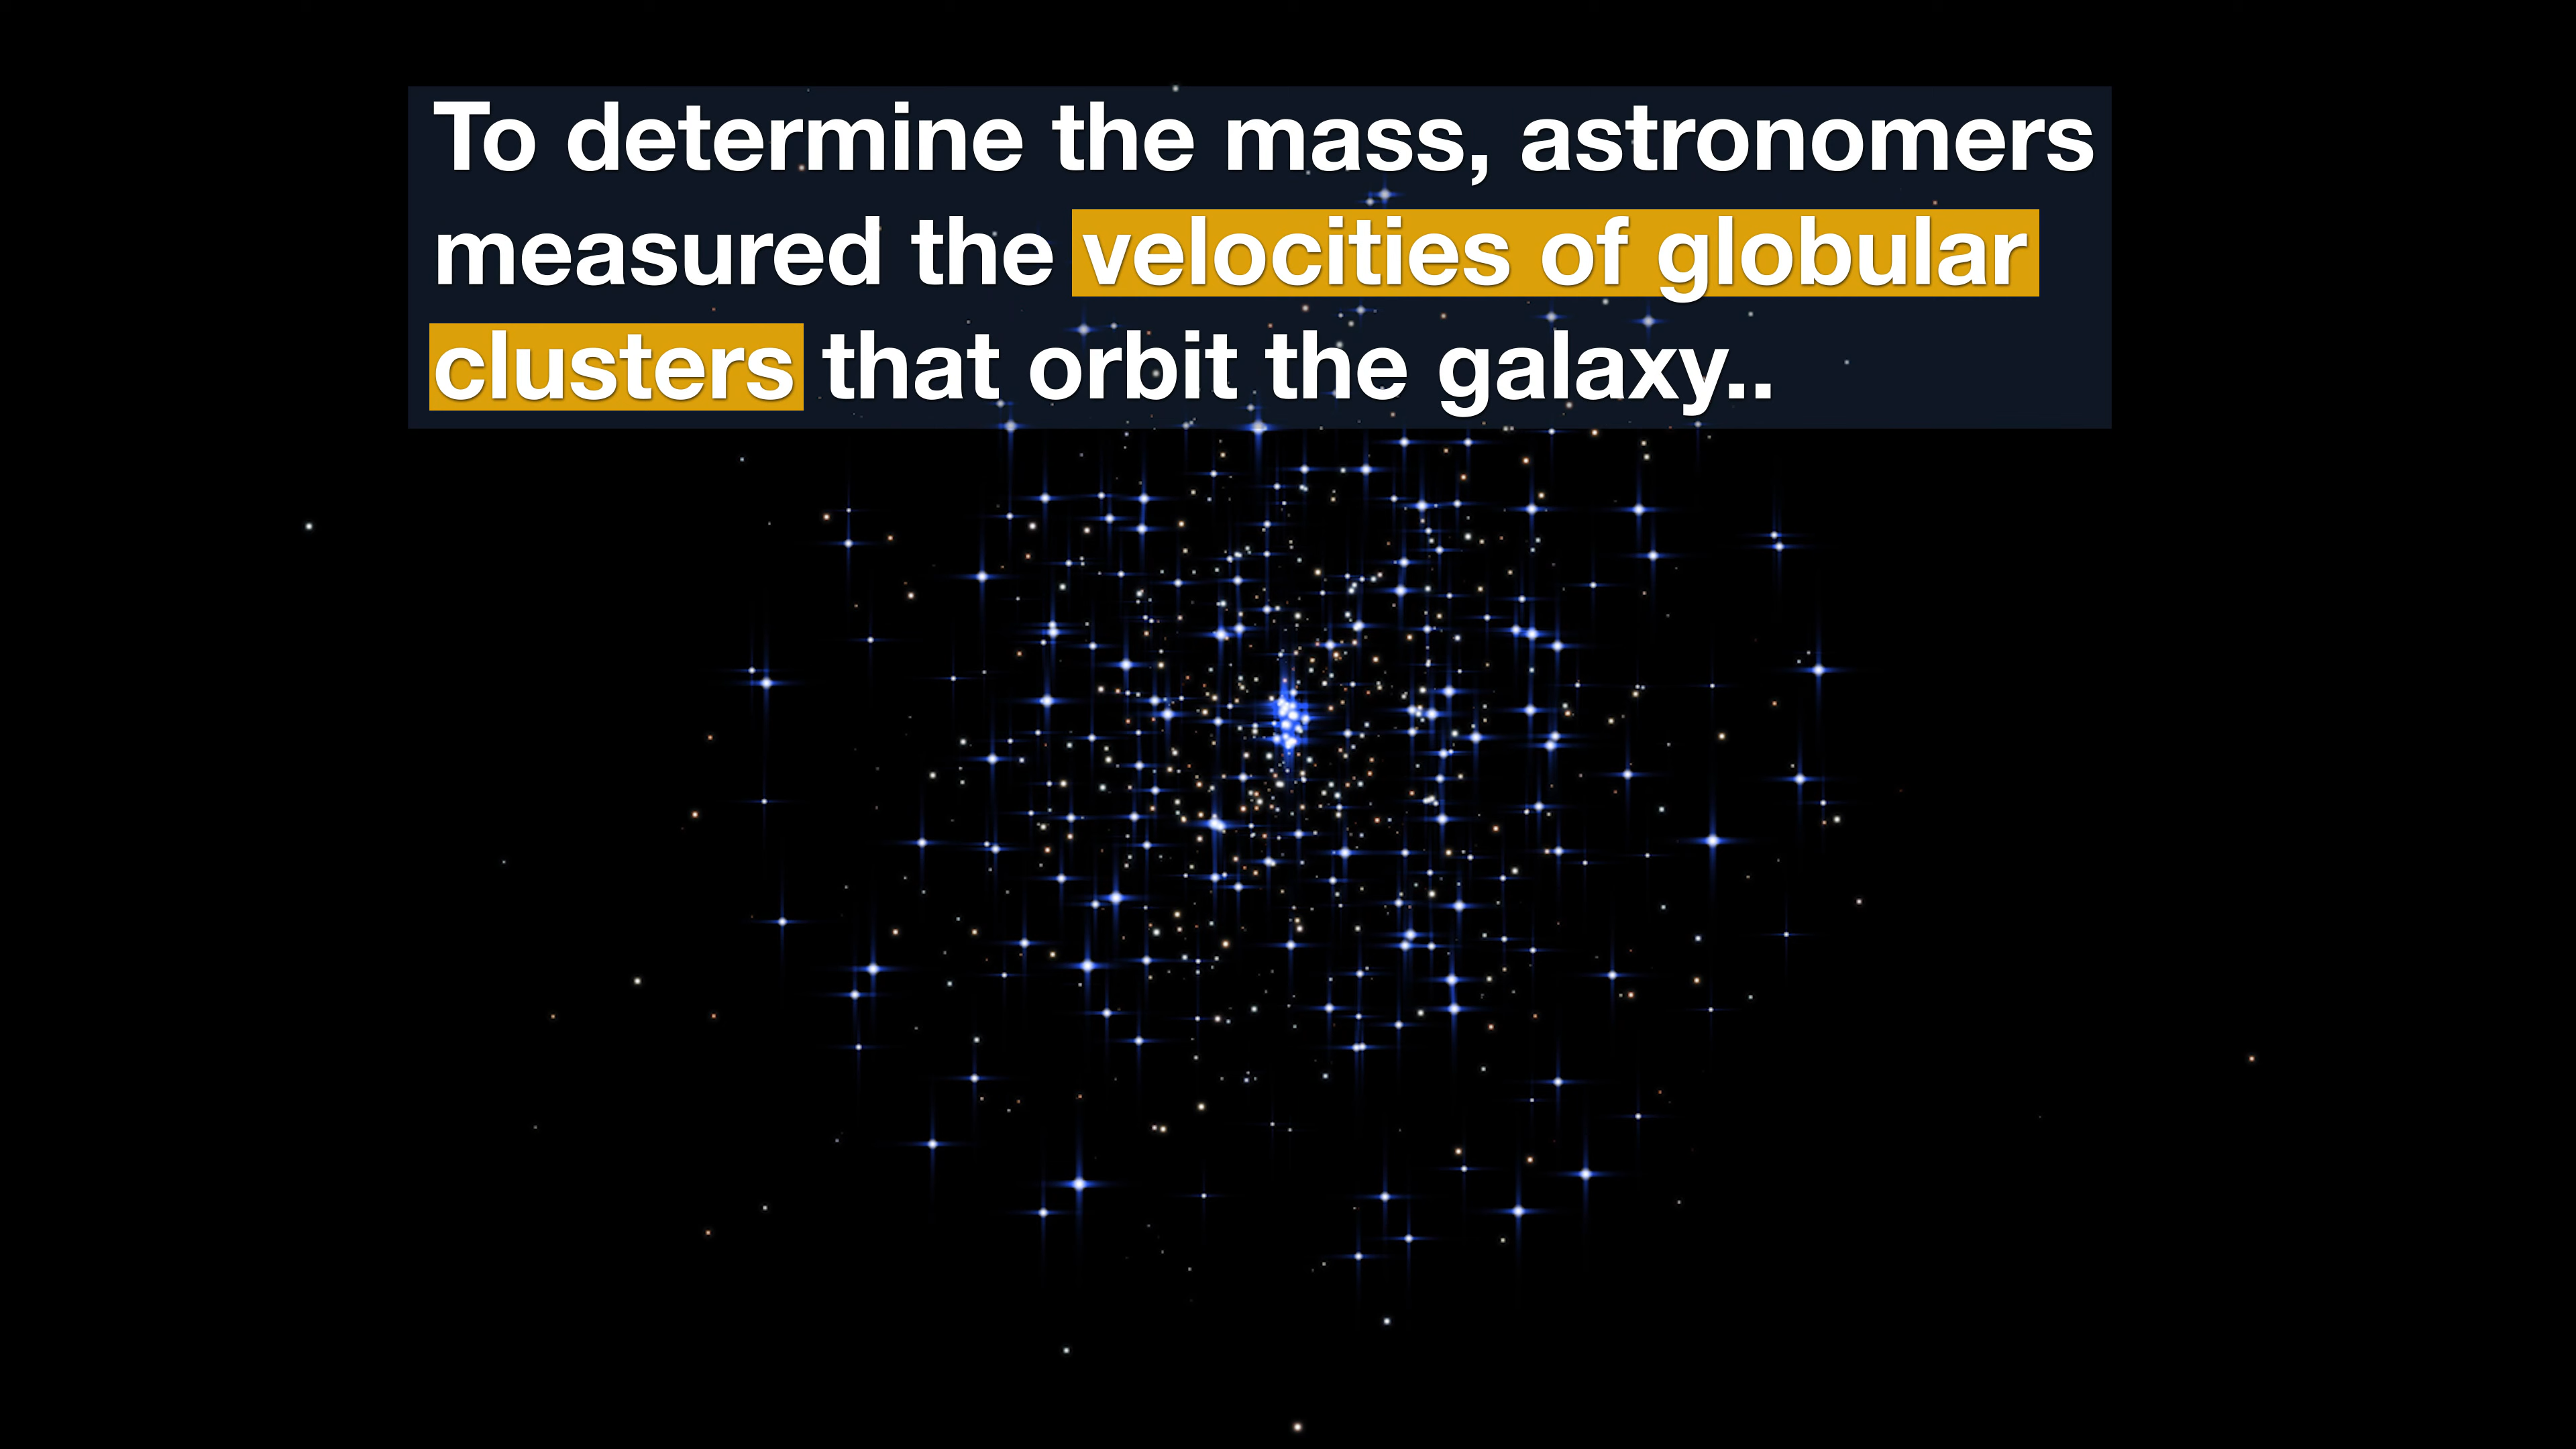 To determine the mass, astronomers
measured the velocities of globular
clusters that orbit the galaxy..